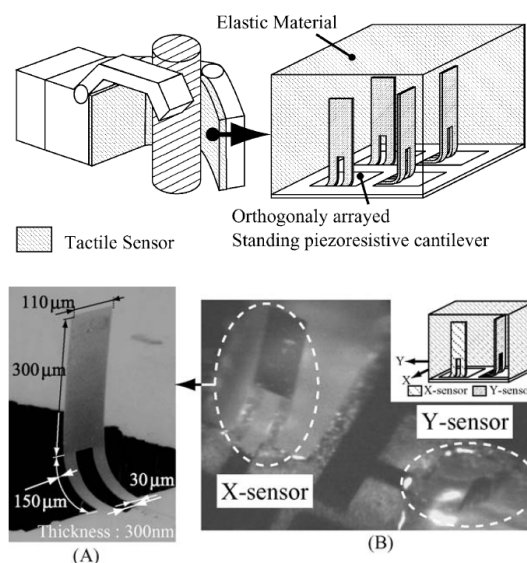 Elastic Material
Orthogonaly arrayed
Standing piezoresistive cantilever
Tactile Sensor
110μm
300μm
150μm
30μm
Thickness : 300nm
(A)
X-sensor
Y
X
X-sensor Y-sensor
Y-sensor
(B)